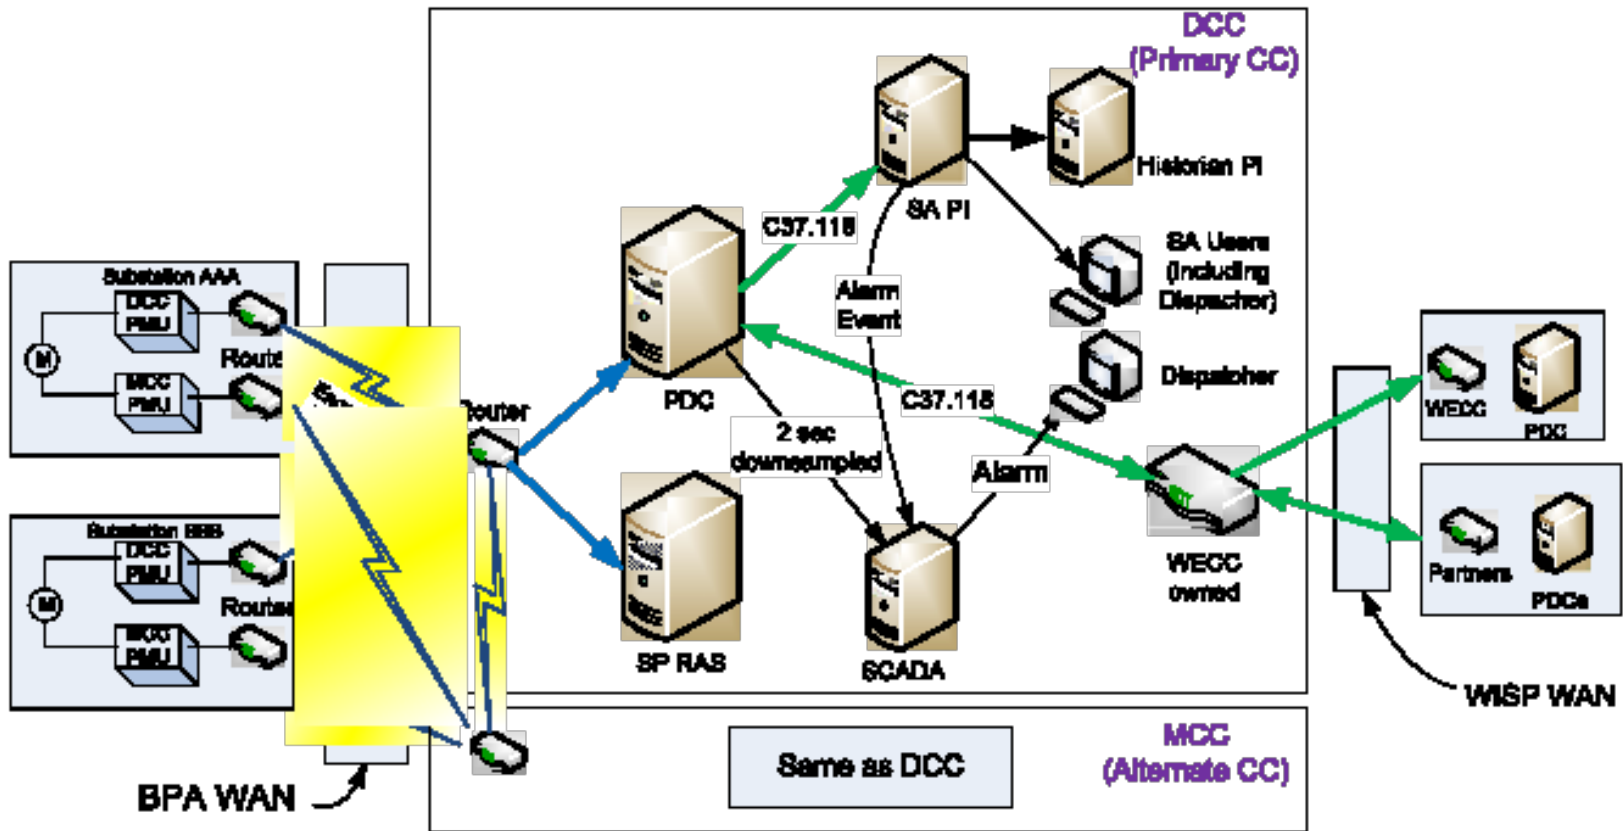 DCC
(Primary CC)
Historian PI
SA PI
C37.118
SA Users
(Including
Dispacher)
Alarm
Event
Substation AAA
DCC
PMU
M
Route
MCC
PMU
Router
PDC
Dispatcher
C37.118
2 sec
downsampled
Alarm
WECC
PDC
Substation BBB
DCC
PMU
M
Route
MCC
PMU
SP RAS
SCADA
WECC
owned
Partners
PDCs
WISP WAN
BPA WAN
Same as DCC
MCC
(Alternate CC)